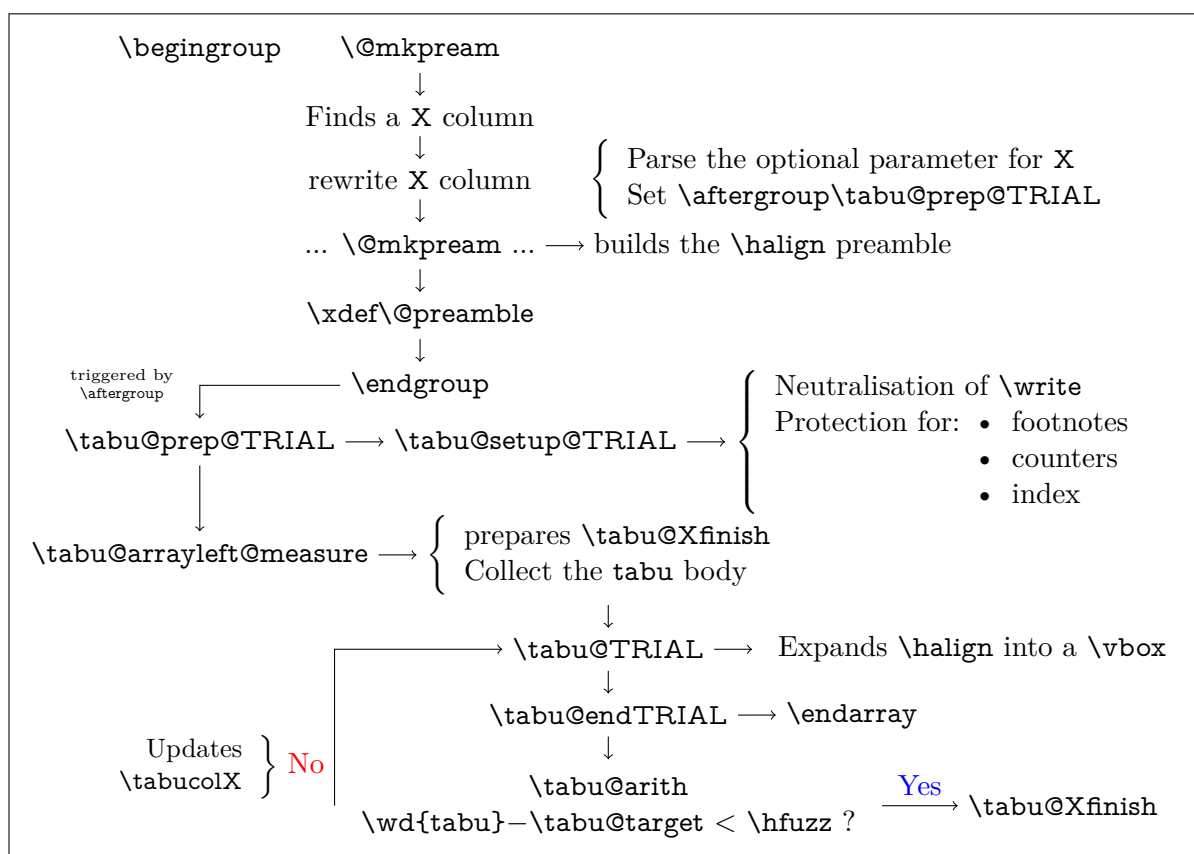 \begingroup \@mkpream
Finds a X column
rewrite X column
Parse the optional parameter for X
Set \aftergroup\tabu@prep@TRIAL
... \@mkpream ... ⟶ builds the \halign preamble
\xdef\@preamble
triggered by
\aftergroup
\endgroup
\tabu@prep@TRIAL ⟶ \tabu@setup@TRIAL ⟶
Neutralisation of \write
Protection for: • footnotes
• counters
• index
\tabu@arrayleft@measure ⟶
prepares \tabu@Xfinish
Collect the tabu body
\tabu@TRIAL ⟶ Expands \halign into a \vbox
\tabu@endTRIAL ⟶ \endarray
Updates
\tabucolX
No
\tabu@arith
\wd{tabu}−\tabu@target < \hfuzz ?
Yes
\tabu@Xfinish